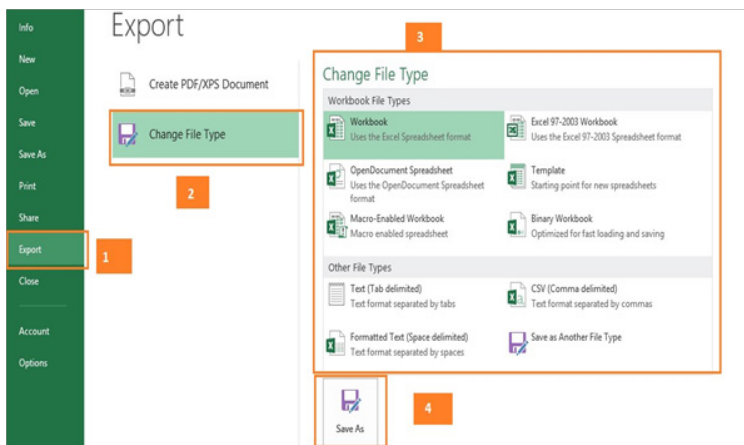 Info
New
Open
Save
Save As
Print
Share
Export
Close
Account
Options
1
Export
Create PDF/XPS Document
Change File Type
2
3
Change File Type
Workbook File Types
Workbook
Uses the Excel Spreadsheet format
Excel 97-2003 Workbook
Uses the Excel 97-2003 Spreadsheet format
OpenDocument Spreadsheet
Uses the OpenDocument Spreadsheet
format
Template
Starting point for new spreadsheets
Macro-Enabled Workbook
Macro enabled spreadsheet
Binary Workbook
Optimized for fast loading and saving
Other File Types
Text (Tab delimited)
Text format separated by tabs
CSV (Comma delimited)
Text format separated by commas
Formatted Text (Space delimited)
Text format separated by spaces
Save as Another File Type
Save As
4